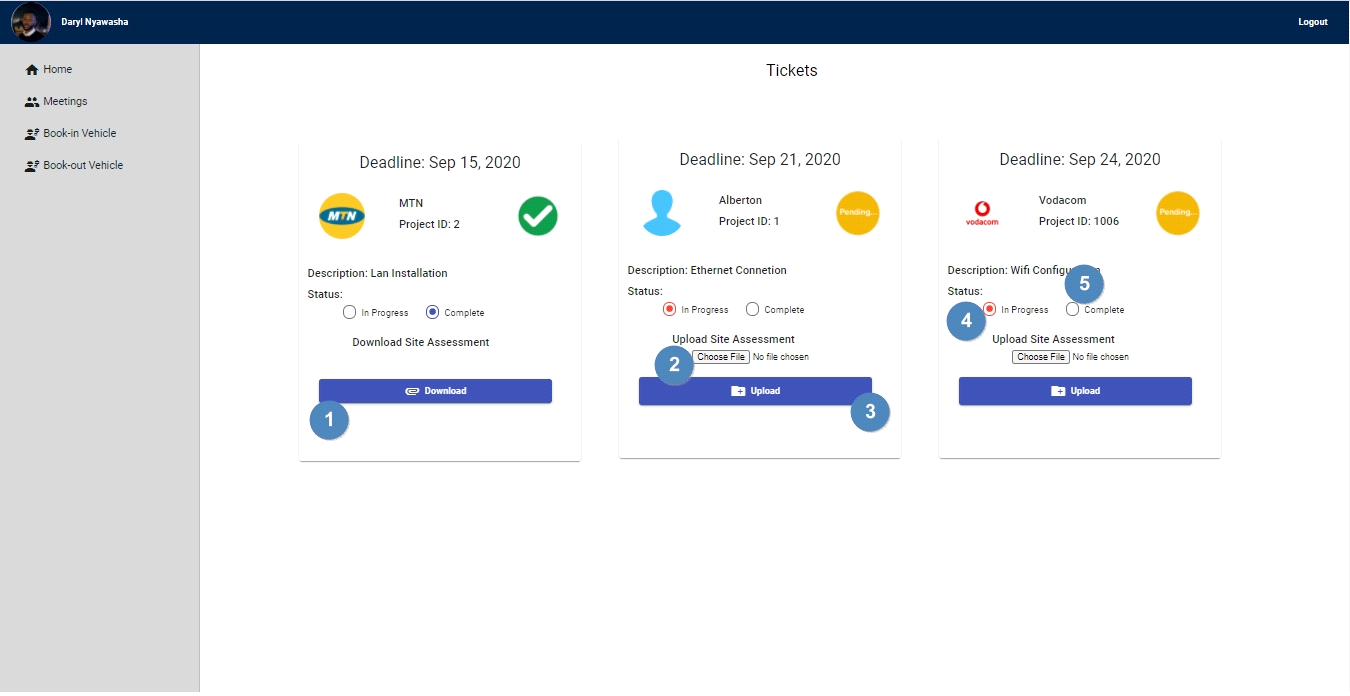 Daryl Nyawasha
Logout
Home
Meetings
Book-in Vehicle
Book-out Vehicle
Tickets
Deadline: Sep 15, 2020
MTN
MTN
Project ID: 2
Description: Lan Installation
Status:
In Progress
Complete
Download Site Assessment
Download
1
Deadline: Sep 21, 2020
Alberton
Project ID: 1
Pending...
Description: Ethernet Connetion
Status:
In Progress
Complete
Upload Site Assessment
2
Choose File No file chosen
Upload
3
Deadline: Sep 24, 2020
vodacom
Vodacom
Project ID: 1006
Pending...
Description: Wifi
5
Status:
4
In Progress
Complete
Upload Site Assessment
Choose File No file chosen
Upload